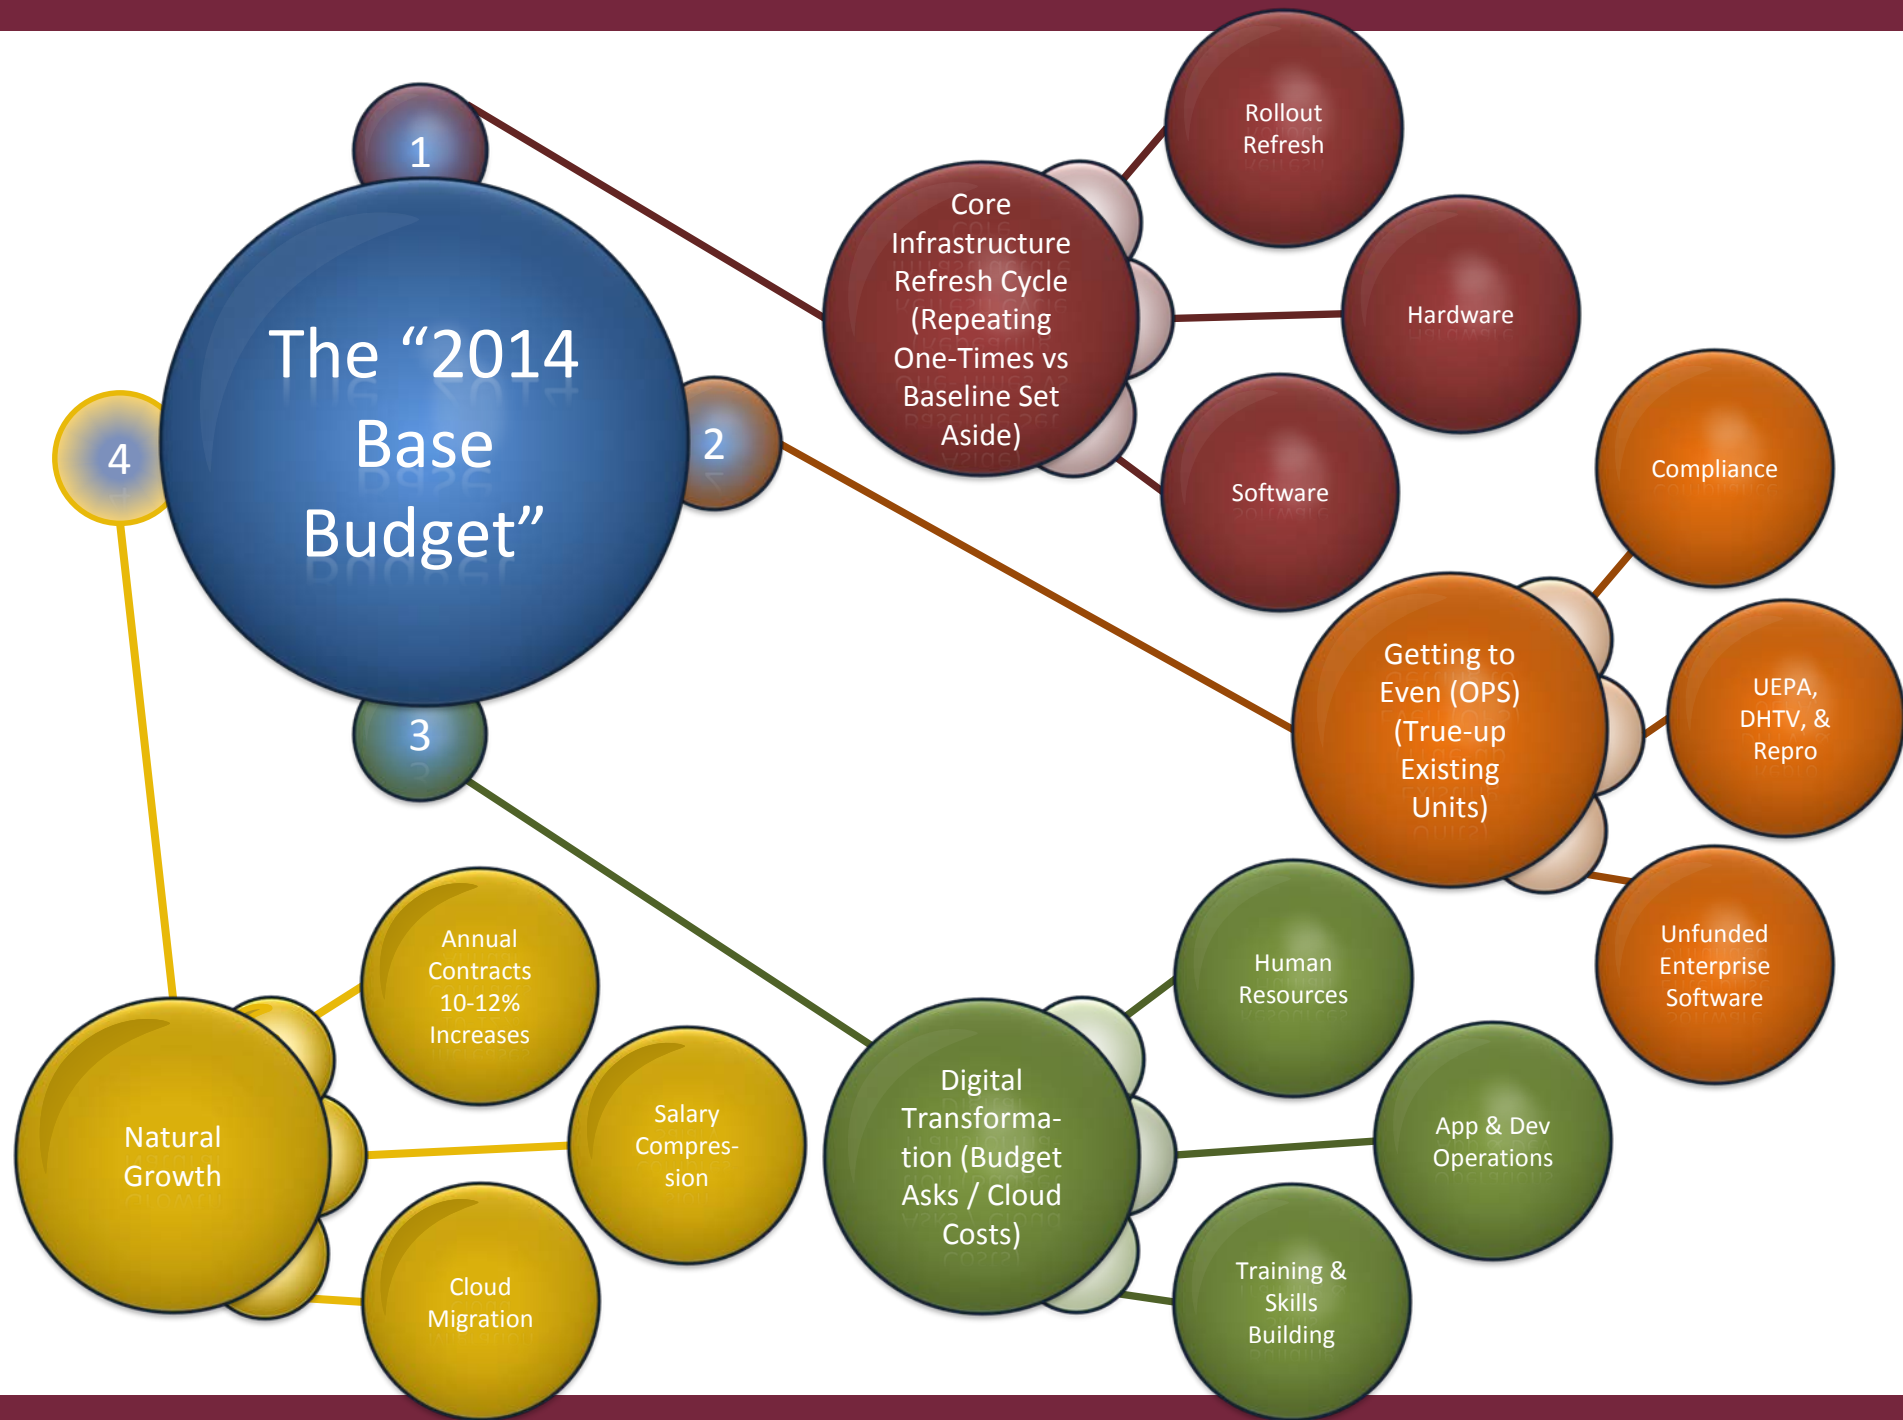 The “2014
Base
Budget”
1
2
3
4
Core
Infrastructure
Refresh Cycle
(Repeating
One-Times vs
Baseline Set
Aside)
Rollout
Refresh
Hardware
Software
Getting to
Even (OPS)
(True-up
Existing
Units)
Compliance
UEPA,
DHTV, &
Repro
Unfunded
Enterprise
Software
Digital
Transforma-
tion (Budget
Asks / Cloud
Costs)
Human
Resources
App & Dev
Operations
Training &
Skills
Building
Natural
Growth
Annual
Contracts
10-12%
Increases
Salary
Compres-
sion
Cloud
Migration